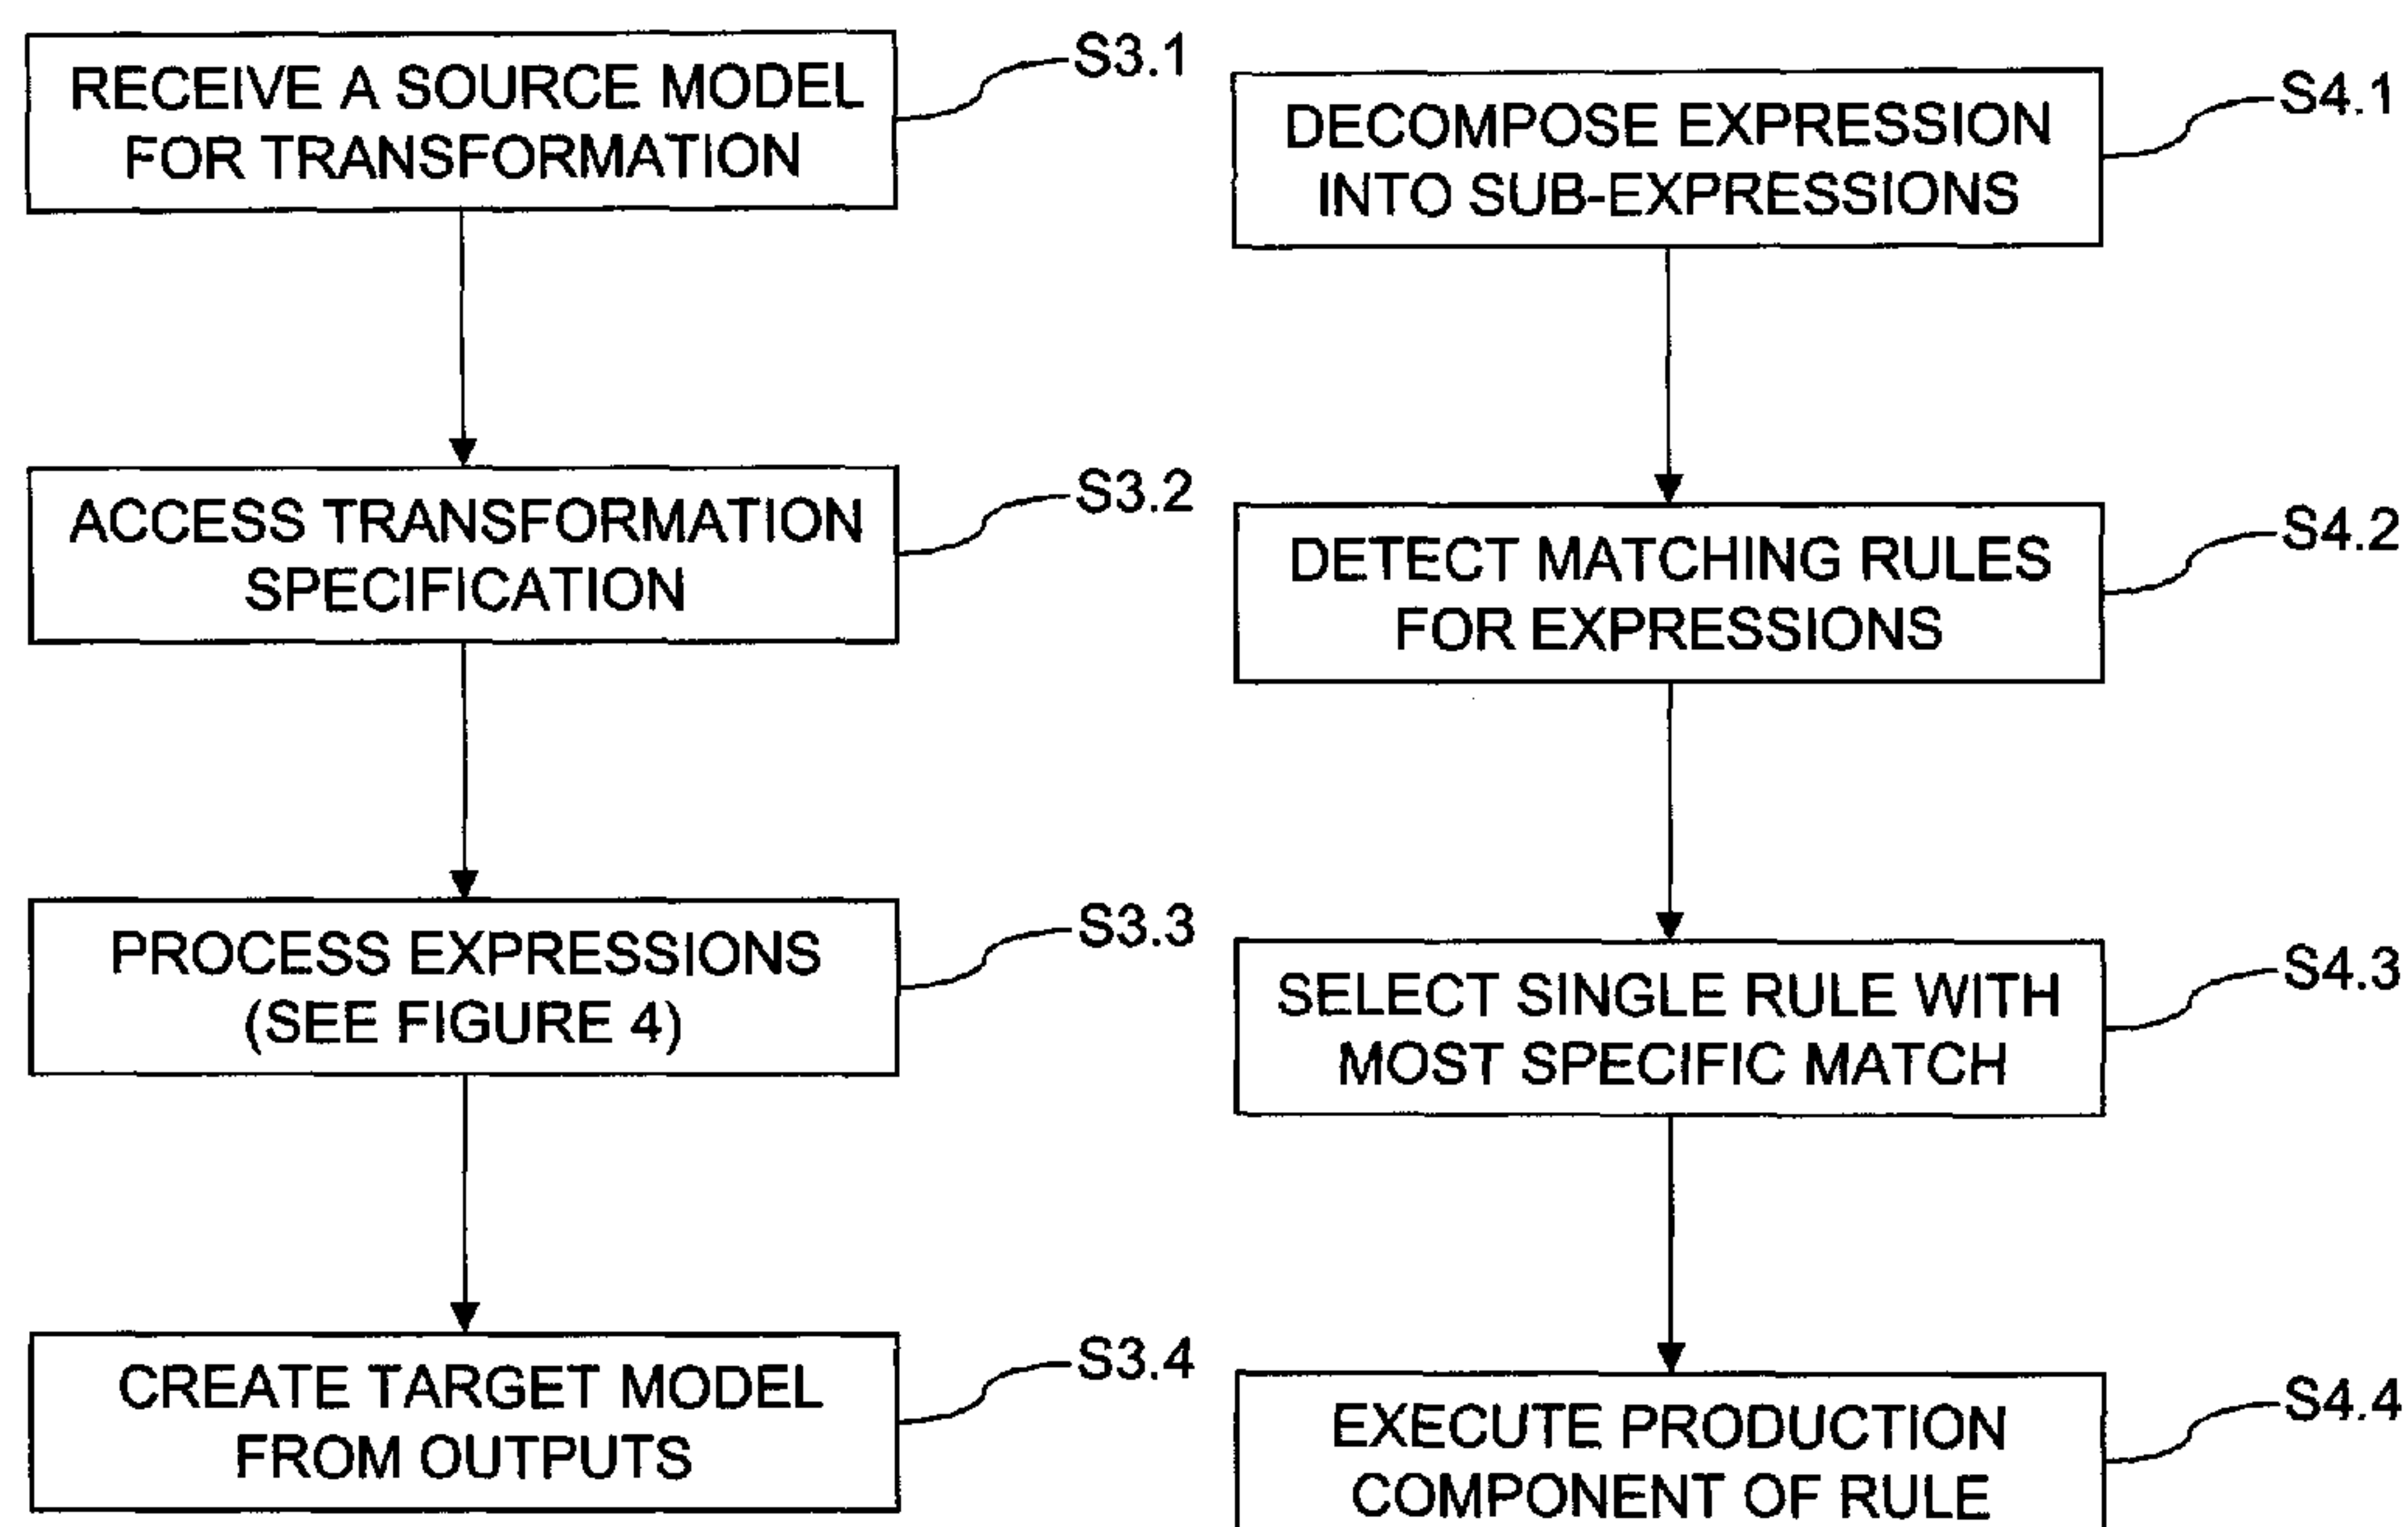 RECEIVE A SOURCE MODEL
FOR TRANSFORMATION
S3.1
ACCESS TRANSFORMATION
SPECIFICATION
S3.2
PROCESS EXPRESSIONS
(SEE FIGURE 4)
S3.3
CREATE TARGET MODEL
FROM OUTPUTS
S3.4
DECOMPOSE EXPRESSION
INTO SUB-EXPRESSIONS
S4.1
DETECT MATCHING RULES
FOR EXPRESSIONS
S4.2
SELECT SINGLE RULE WITH
MOST SPECIFIC MATCH
S4.3
EXECUTE PRODUCTION
COMPONENT OF RULE
S4.4